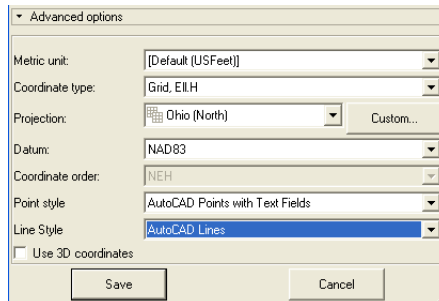 Advanced options
Metric unit: [Default (USFeet)]
Coordinate type: Grid, Ell.H
Projection: Ohio (North) Custom...
Datum: NAD83
Coordinate order: NEH
Point style AutoCAD Points with Text Fields
Line Style AutoCAD Lines
Use 3D coordinates
Save Cancel